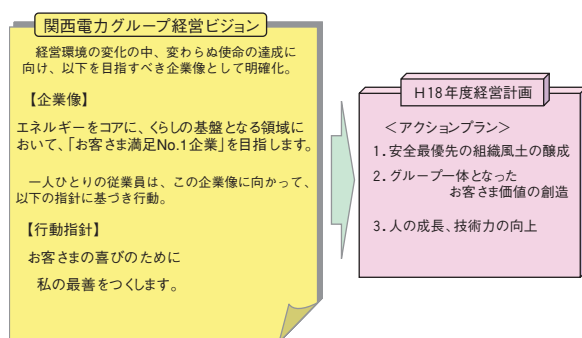 関西電力グループ経営ビジョン
経営環境の変化の中、変わらぬ使命の達成に
向け、以下を目指すべき企業像として明確化。
【企業像】
エネルギーをコアに、くらしの基盤となる領域に
おいて、「お客さま満足No.1企業」を目指します。
一人ひとりの従業員は、この企業像に向かって、
以下の指針に基づき行動。
【行動指針】
お客さまの喜びのために
私の最善をつくします。
H18年度経営計画
＜アクションプラン＞
1. 安全最優先の組織風土の醸成
2. グループ一体となった
お客さま価値の創造
3. 人の成長、技術力の向上